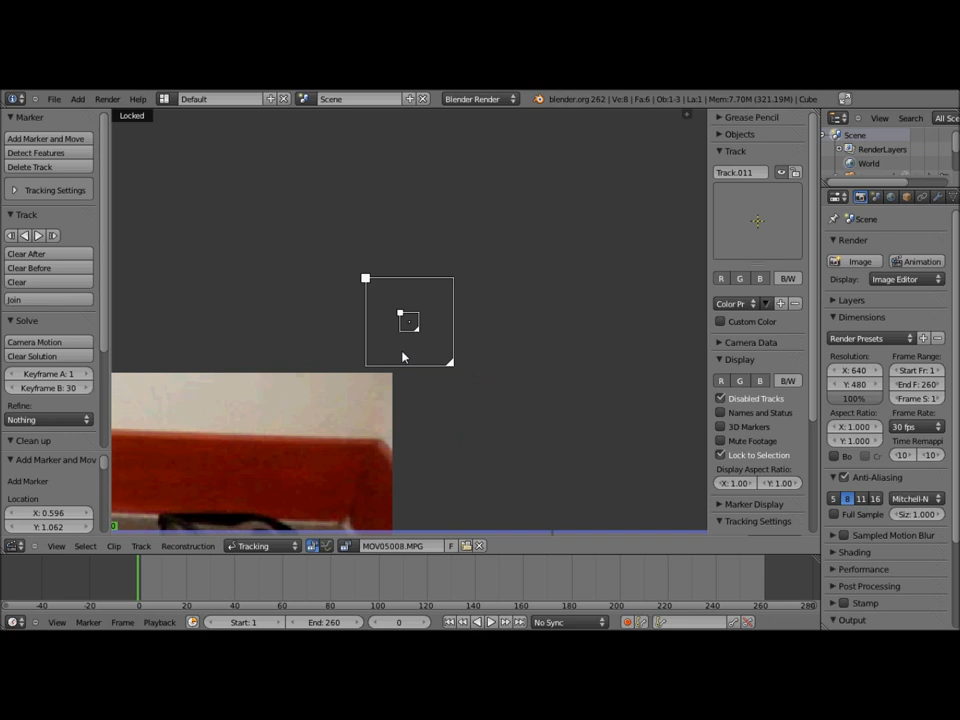 File Add Render Help Default Scene Blender Render blender.org 262 | Ve:8 | Fa:6 | Ob:1-3 | La:1 | Mem:7.70M (321.19M) | Cube
Marker
Add Marker and Move
Detect Features
Delete Track
Tracking Settings
Track
Clear After
Clear Before
Clear
Join
Solve
Camera Motion
Clear Solution
Keyframe A: 1
Keyframe B: 30
Refine:
Nothing
Clean up
Add Marker and Mov
Add Marker
Location
X: 0.596
Y: 1.062
Locked
0
Grease Pencil
Objects
Track
Track.011
R G B B/W
Color Pr
Custom Color
Camera Data
Display
R G B B/W
Disabled Tracks
Names and Status
3D Markers
Mute Footage
Lock to Selection
Display Aspect Ratio:
X: 1.00 Y: 1.00
Marker Display
Tracking Settings
View Search All Sce
Scene
RenderLayers
World
Scene
Render
Image Animation
Display: Image Editor
Layers
Dimensions
Render Presets
Resolution: Frame Range:
X: 640 Start Fr: 1
Y: 480 End F: 260
100% Frame S: 1
Aspect Ratio: Frame Rate:
X: 1.000 30 fps
Y: 1.000 Time Remappi
Bo Cr 10 10
Anti-Aliasing
5 8 11 16 Mitchell-N
Full Sample Siz: 1.000
Sampled Motion Blur
Shading
Performance
Post Processing
Stamp
Output
View Select Clip Track Reconstruction Tracking MOV05008.MPG F
-40 -20 0 20 40 60 80 100 120 140 160 180 200 220 240 260 280
View Marker Frame Playback Start: 1 End: 260 0 No Sync